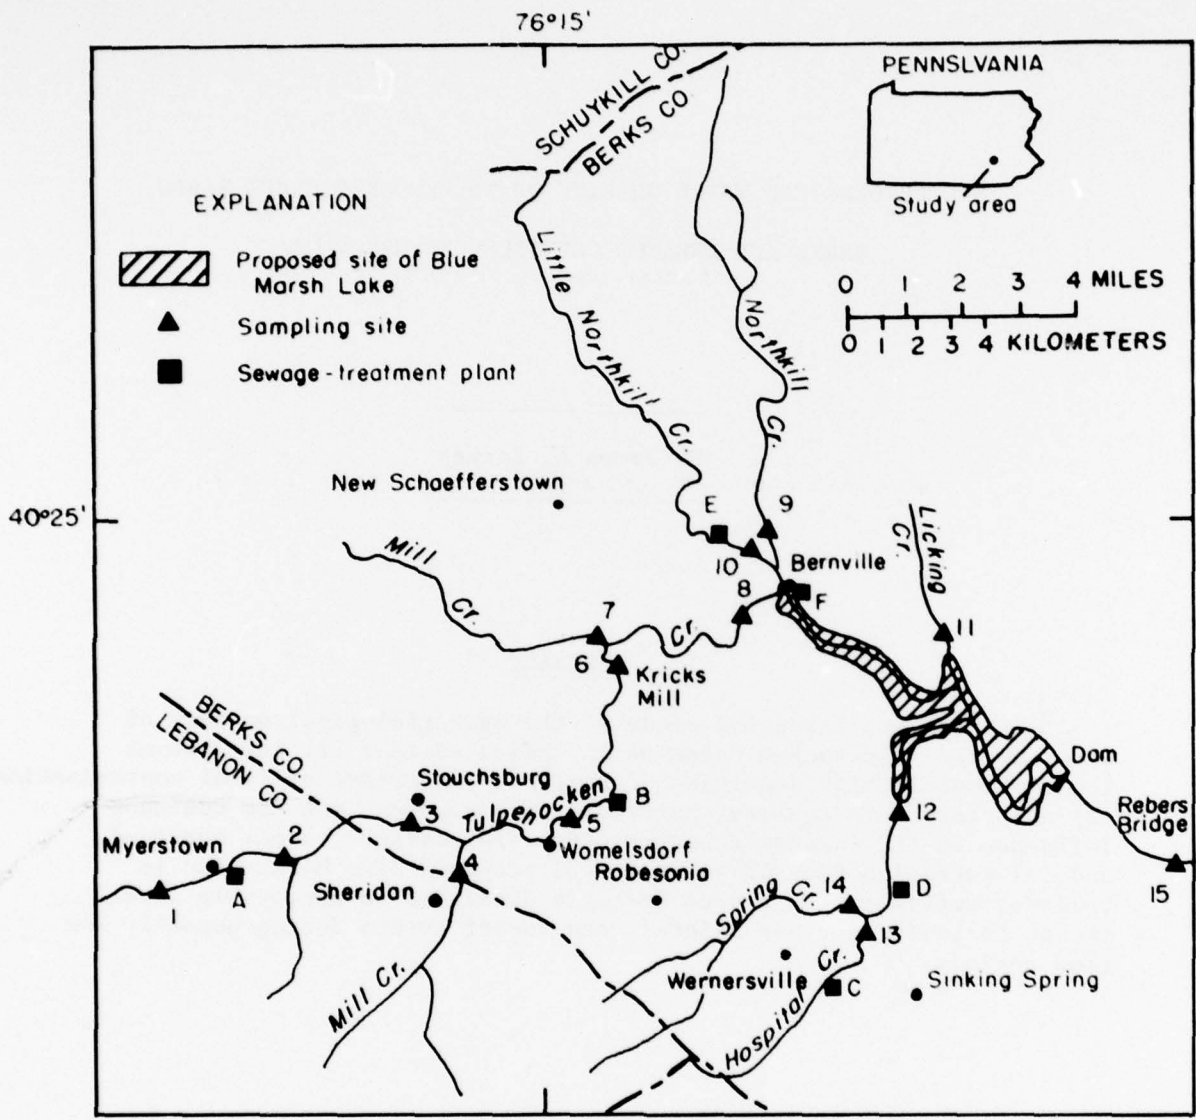 76°15'
SCHUYKILL CO.
BERKS CO.
PENNSLVANIA
Study area
EXPLANATION
Proposed site of Blue
Marsh Lake
Sampling site
Sewage-treatment plant
0 1 2 3 4 MILES
0 1 2 3 4 KILOMETERS
Little Northkill Cr.
Northkill Cr.
New Schaefferstown
40°25'
E
9
10
Licking
Cr.
Bernville
F
8
Mill Cr.
Cr.
7
6
Kricks
Mill
11
BERKS CO.
LEBANON CO.
Stouchsburg
Tulpehocken
B
Dam
Rebers
Bridge
3
5
12
2
Myerstown
4
Womelsdorf
Robesonia
Sheridan
1
A
Spring Cr.
14
D
15
13
Wernersville
C
Sinking Spring
Mill Cr.
Hospital Cr.